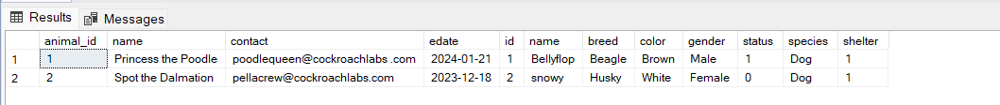 Results Messages
animal_id name contact edate id name breed color gender status species shelter
1 1 Princess the Poodle poodlequeen@cockroachlabs .com 2024-01-21 1 Bellyflop Beagle Brown Male 1 Dog 1
2 2 Spot the Dalmation pellacrew@cockroachlabs.com 2023-12-18 2 snowy Husky White Female 0 Dog 1